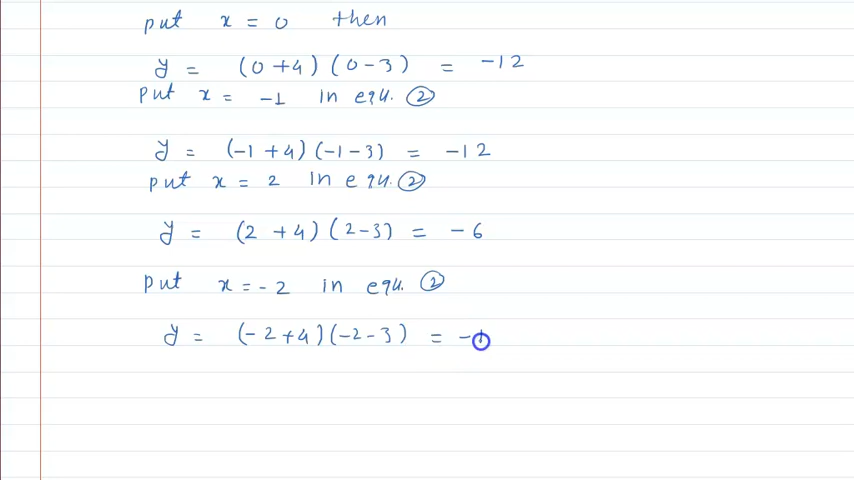 put x = 0 then
y = (0+4)(0-3) = -12
Put x = -1 in equ. ②
y = (-1+4)(-1-3) = -12
put x = 2 in equ. ②
y = (2+4)(2-3) = -6
put x = -2 in equ. ②
y = (-2+4)(-2-3) = -1